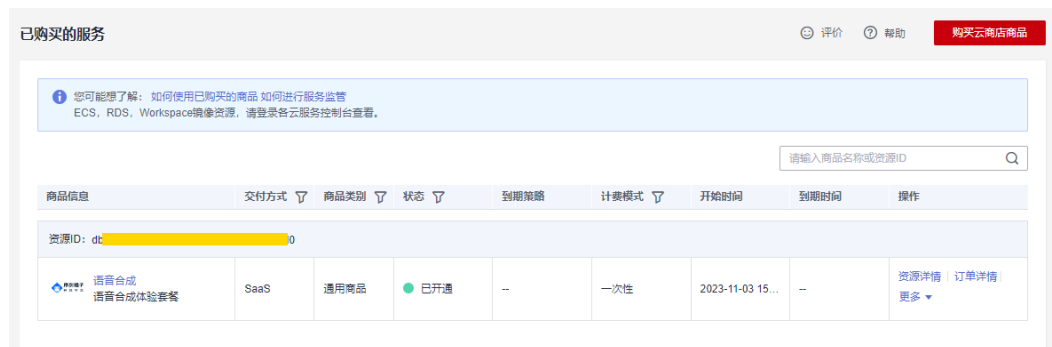 已购买的服务 评价 帮助 购买云商店商品
您可能想了解： 如何使用已购买的商品 如何进行服务监管
ECS、RDS、Workspace镜像资源，请登录各云服务控制台查看。
请输入商品名称或资源ID
商品信息 交付方式 商品类别 状态 到期策略 计费模式 开始时间 到期时间 操作
资源ID： db 0
语音合成
语音合成体验套餐 SaaS 通用商品 已开通 -- 一次性 2023-11-03 15... -- 资源详情 订单详情
更多